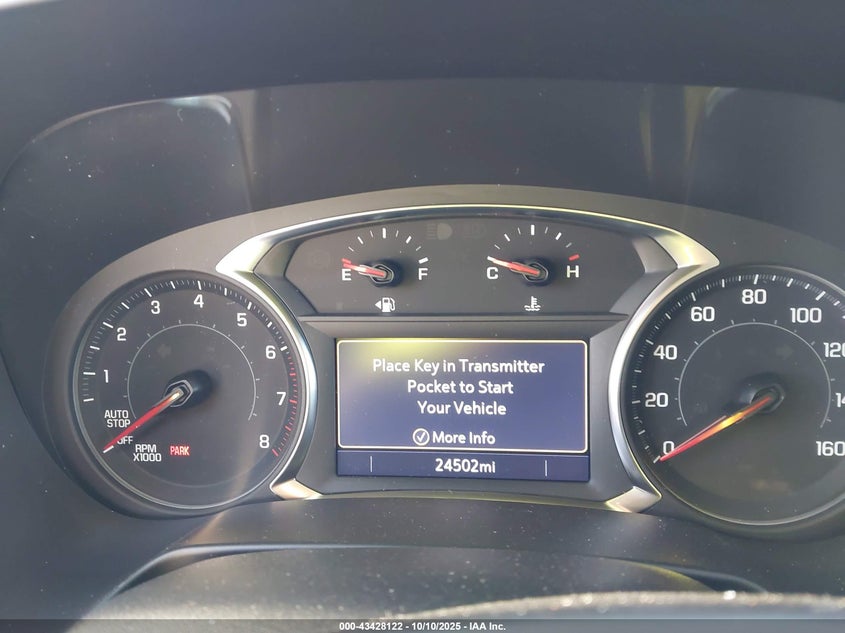 E F
C H
1 2 3 4 5 6 7 8
AUTO
STOP
OFF
RPM
X1000
PARK
Place Key in Transmitter
Pocket to Start
Your Vehicle
More Info
24502mi
0 20 40 60 80 100 120 14 160
000-43428122 - 10/10/2025 - IAA Inc.